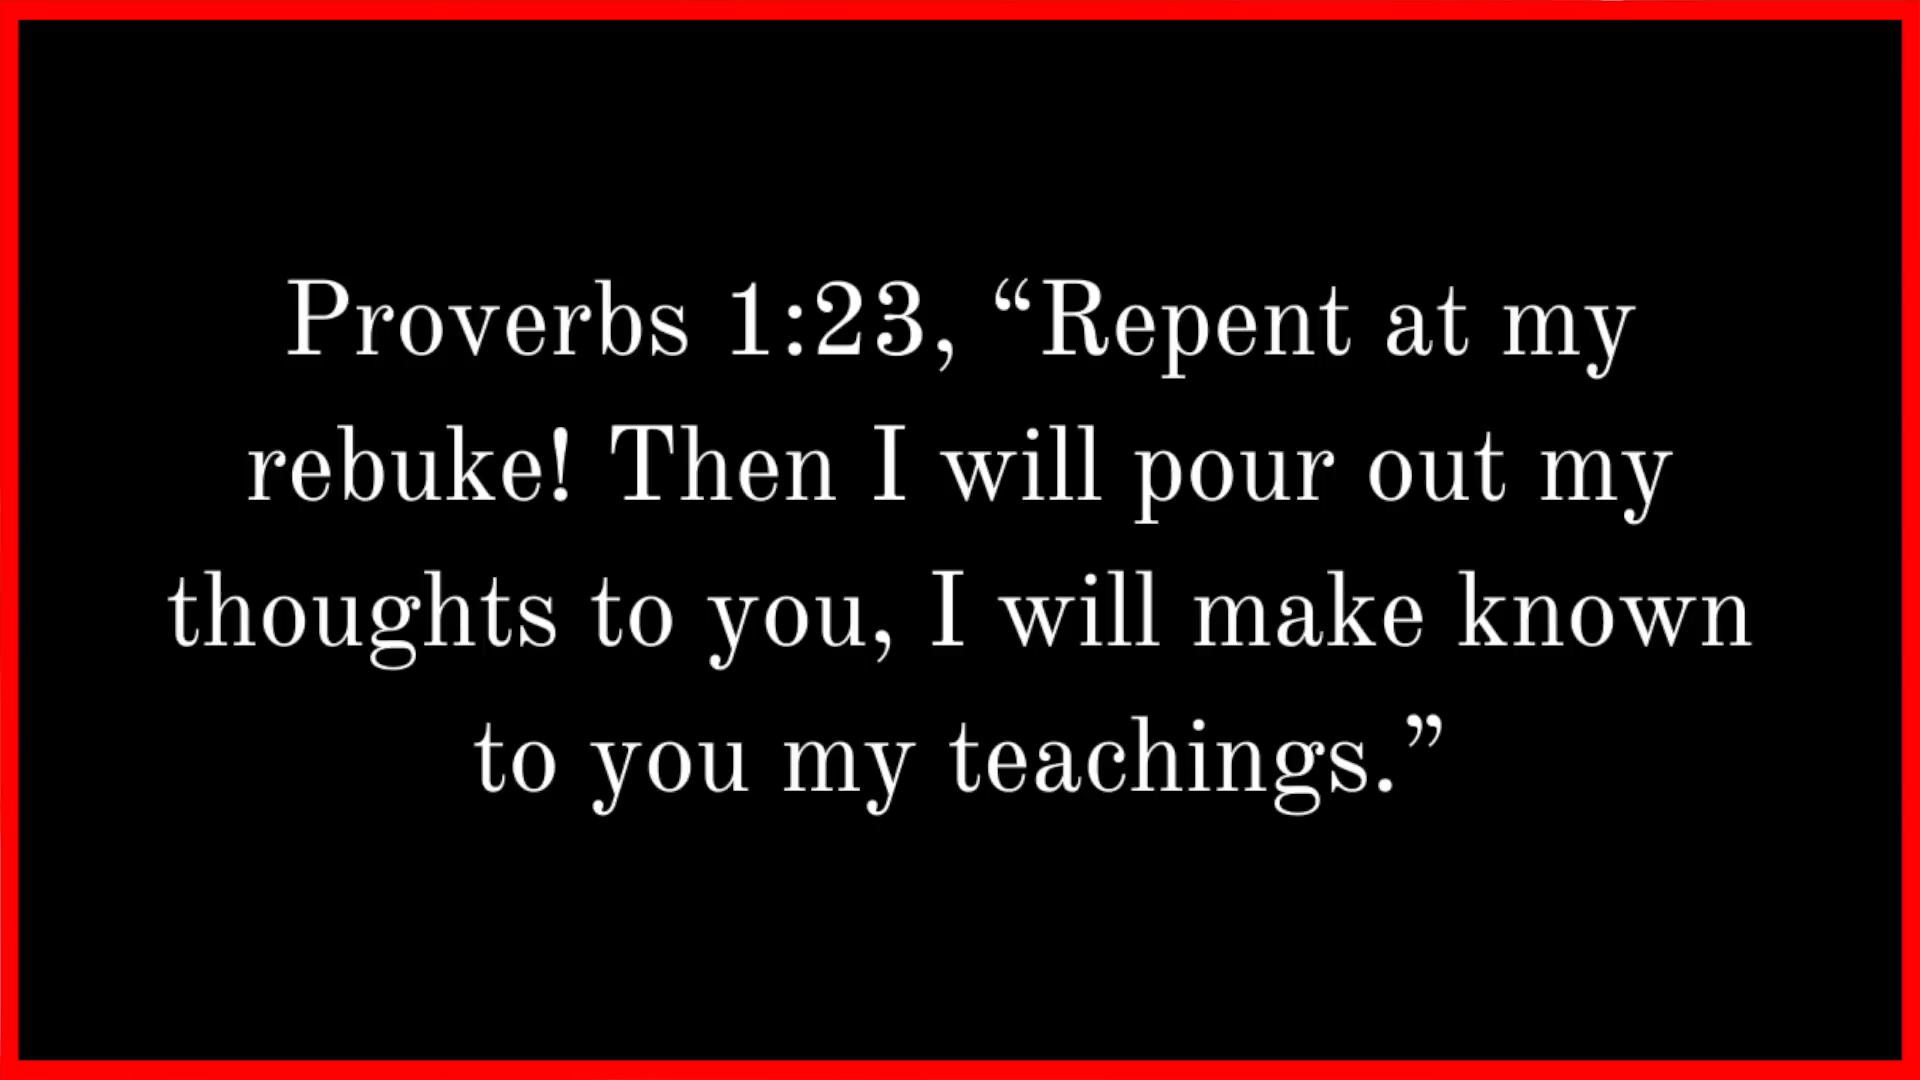 Proverbs 1:23, “Repent at my
rebuke! Then I will pour out my
thoughts to you, I will make known
to you my teachings.”